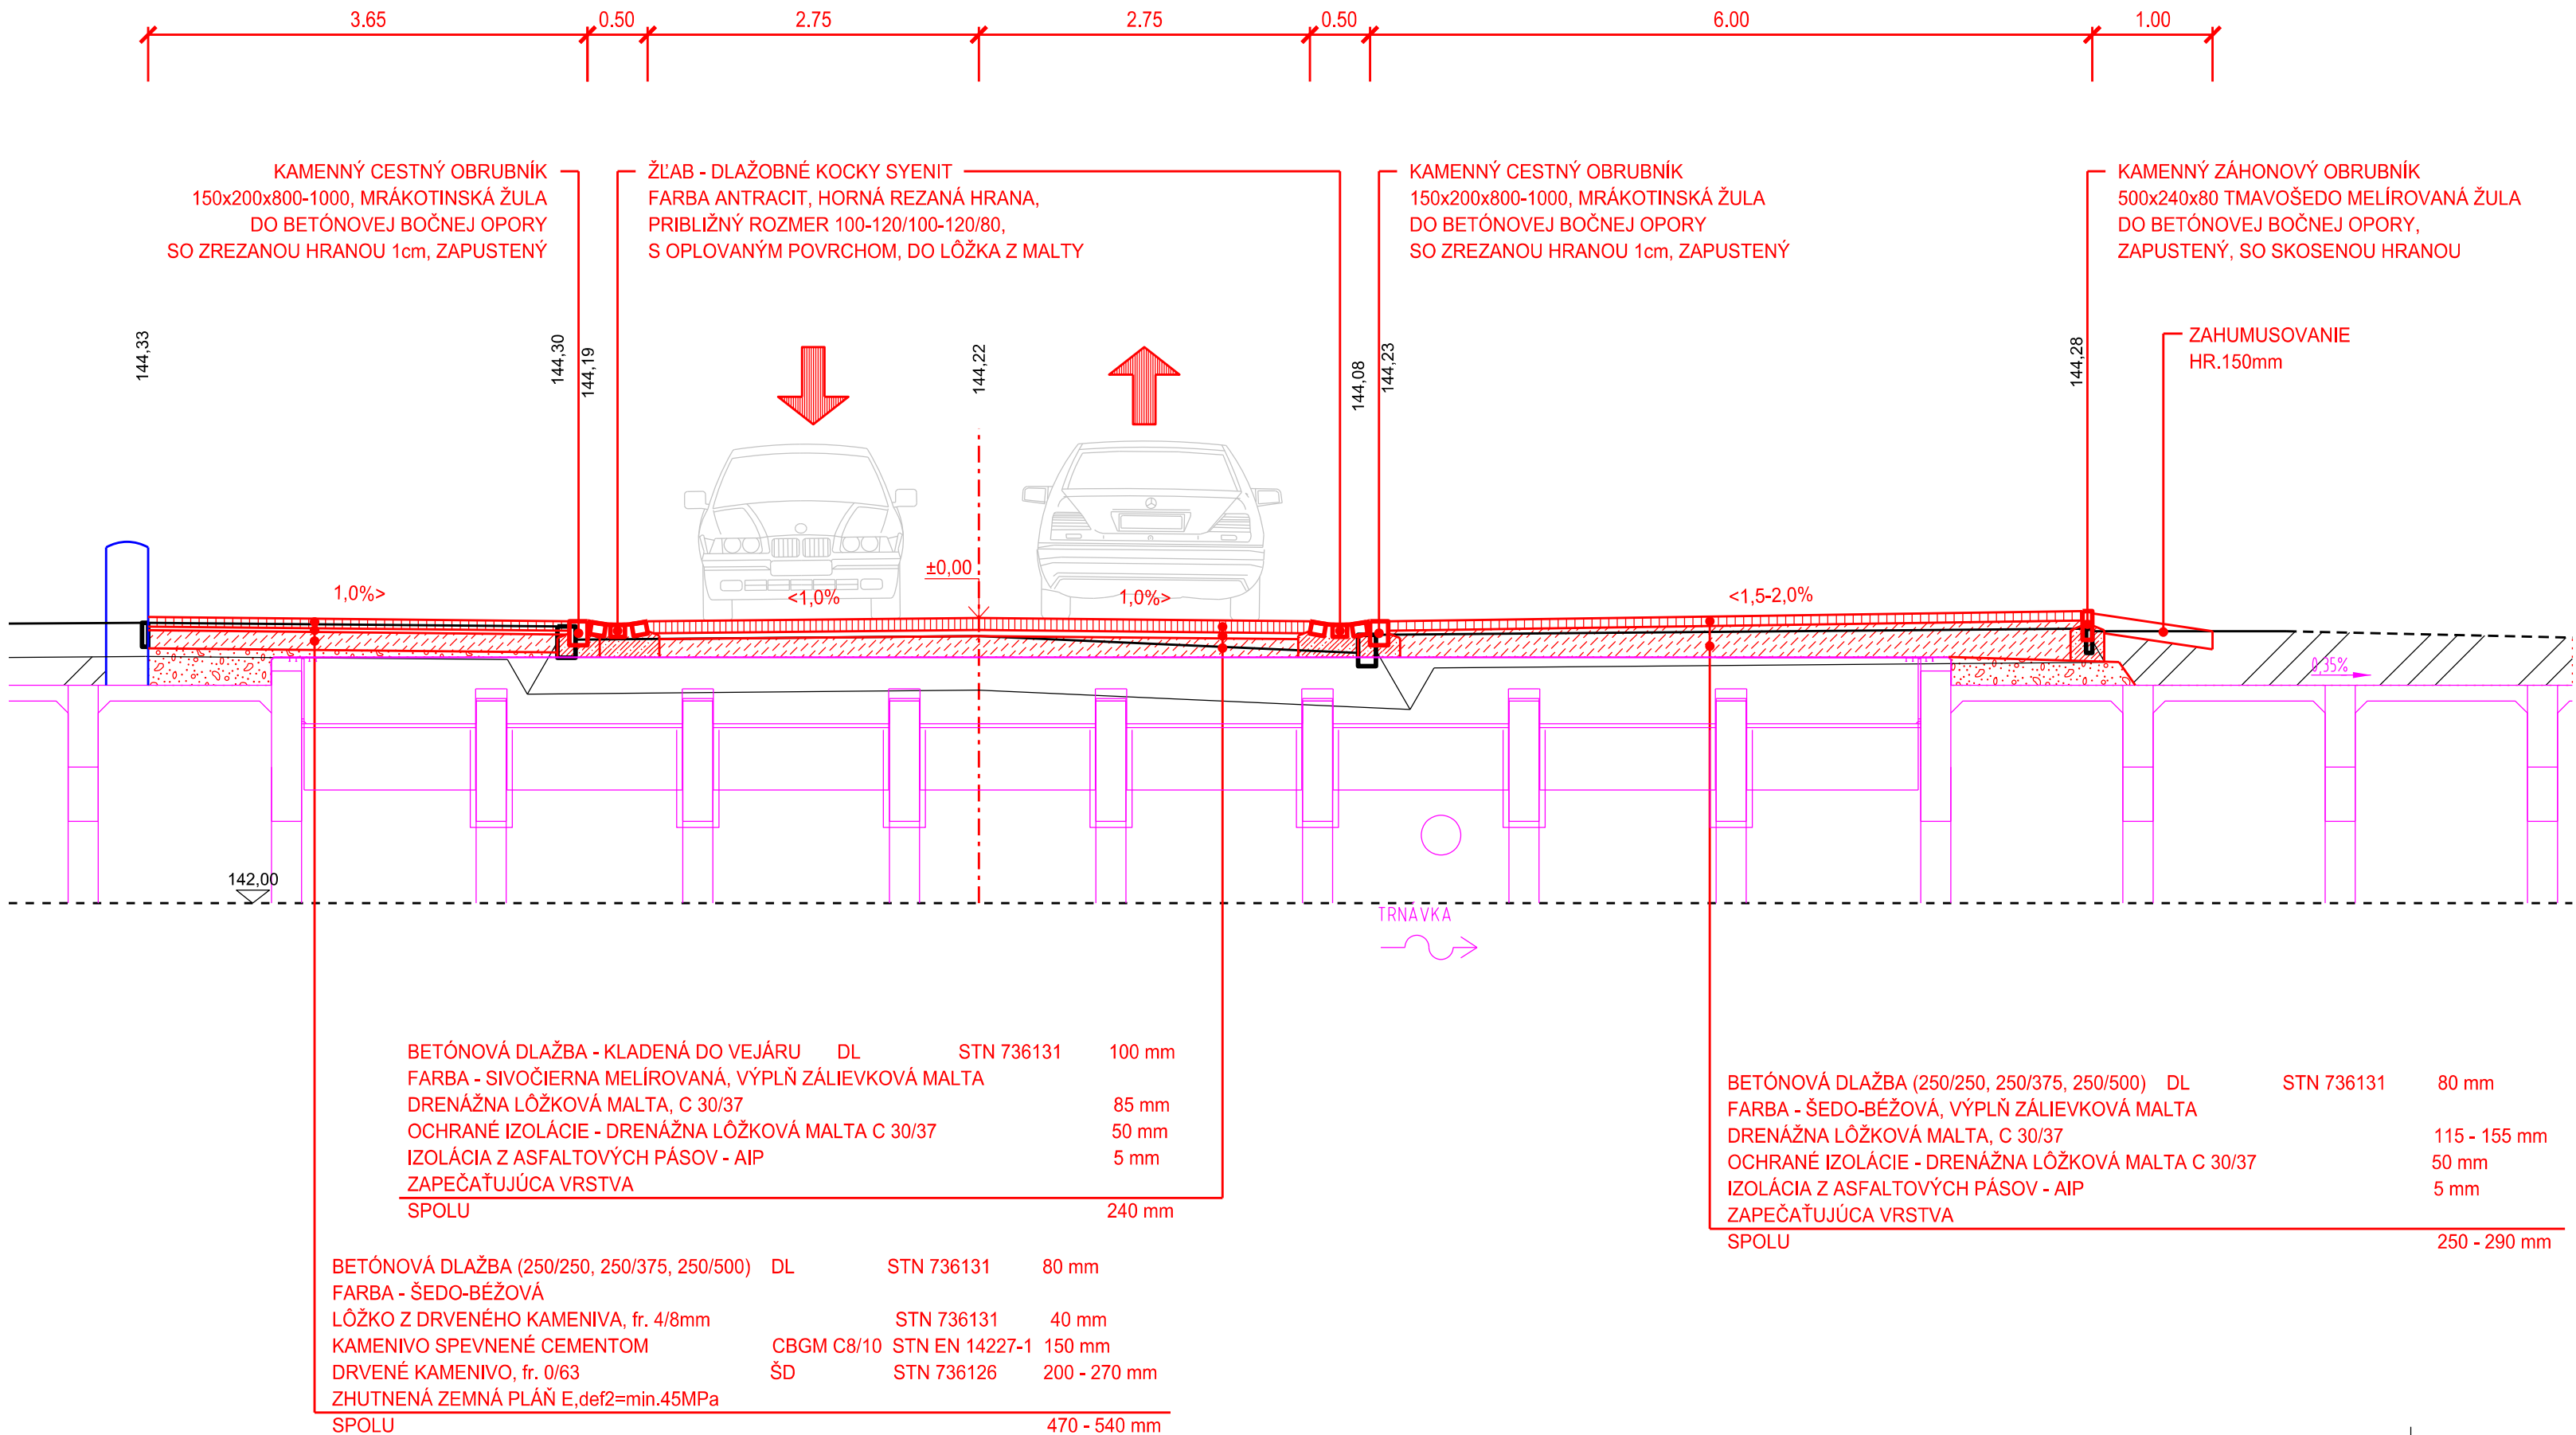 3.65 0.50 2.75 2.75 0.50 6.00 1.00
KAMENNÝ CESTNÝ OBRUBNÍK
150x200x800-1000, MRÁKOTINSKÁ ŽULA
DO BETÓNOVEJ BOČNEJ OPORY
SO ZREZANOU HRANOU 1cm, ZAPUSTENÝ
ŽĽAB - DLAŽOBNÉ KOCKY SYENIT
FARBA ANTRACIT, HORNÁ REZANÁ HRANA,
PRIBLIŽNÝ ROZMER 100-120/100-120/80,
S OPLOVANÝM POVRCHOM, DO LÔŽKA Z MALTY
KAMENNÝ CESTNÝ OBRUBNÍK
150x200x800-1000, MRÁKOTINSKÁ ŽULA
DO BETÓNOVEJ BOČNEJ OPORY
SO ZREZANOU HRANOU 1cm, ZAPUSTENÝ
KAMENNÝ ZÁHONOVÝ OBRUBNÍK
500x240x80 TMAVOŠEDO MELÍROVANÁ ŽULA
DO BETÓNOVEJ BOČNEJ OPORY,
ZAPUSTENÝ, SO SKOSENOU HRANOU
ZAHUMUSOVANIE
HR.150mm
144,33
144,30
144,19
144,22
144,08
144,23
144,28
±0,00
1,0%>
<1,0%
1,0%>
<1,5-2,0%
0,35%
142,00
TRNÁVKA
BETÓNOVÁ DLAŽBA - KLADENÁ DO VEJÁRU DL STN 736131 100 mm
FARBA - SIVOČIERNA MELÍROVANÁ, VÝPLŇ ZÁLIEVKOVÁ MALTA
DRENÁŽNA LÔŽKOVÁ MALTA, C 30/37 85 mm
OCHRANÉ IZOLÁCIE - DRENÁŽNA LÔŽKOVÁ MALTA C 30/37 50 mm
IZOLÁCIA Z ASFALTOVÝCH PÁSOV - AIP 5 mm
ZAPEČAŤUJÚCA VRSTVA
SPOLU 240 mm
BETÓNOVÁ DLAŽBA (250/250, 250/375, 250/500) DL STN 736131 80 mm
FARBA - ŠEDO-BÉŽOVÁ, VÝPLŇ ZÁLIEVKOVÁ MALTA
DRENÁŽNA LÔŽKOVÁ MALTA, C 30/37 115 - 155 mm
OCHRANÉ IZOLÁCIE - DRENÁŽNA LÔŽKOVÁ MALTA C 30/37 50 mm
IZOLÁCIA Z ASFALTOVÝCH PÁSOV - AIP 5 mm
ZAPEČAŤUJÚCA VRSTVA
SPOLU 250 - 290 mm
BETÓNOVÁ DLAŽBA (250/250, 250/375, 250/500) DL STN 736131 80 mm
FARBA - ŠEDO-BÉŽOVÁ
LÔŽKO Z DRVENÉHO KAMENIVA, fr. 4/8mm STN 736131 40 mm
KAMENIVO SPEVNENÉ CEMENTOM CBGM C8/10 STN EN 14227-1 150 mm
DRVENÉ KAMENIVO, fr. 0/63 ŠD STN 736126 200 - 270 mm
ZHUTNENÁ ZEMNÁ PLÁŇ E,def2=min.45MPa
SPOLU 470 - 540 mm